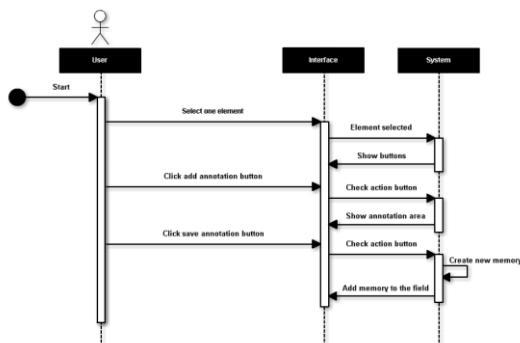 User
Interface
System
Start
Select one element
Element selected
Show buttons
Click add annotation button
Check action button
Show annotation area
Click save annotation button
Check action button
Create new memory
Add memory to the field